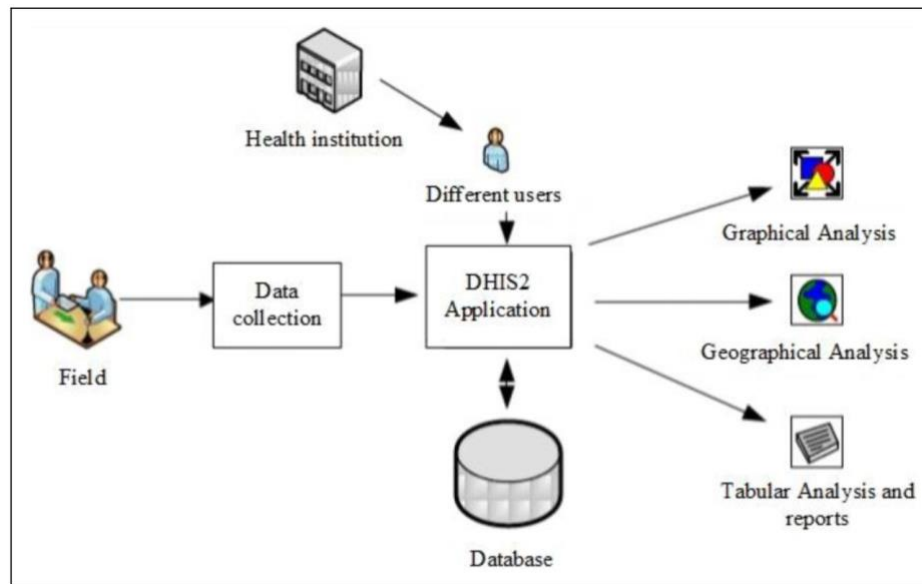 Health institution
Different users
Graphical Analysis
Data
collection
DHIS2
Application
Geographical Analysis
Field
Tabular Analysis and
reports
Database